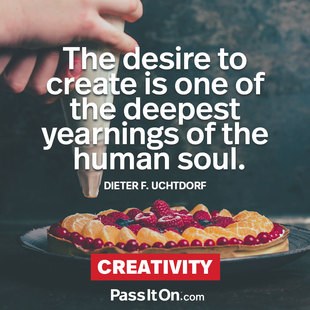 The desire to
create is one of
the deepest
yearnings of the
human soul.
DIETER F. UCHTDORF
CREATIVITY
PassItOn.com